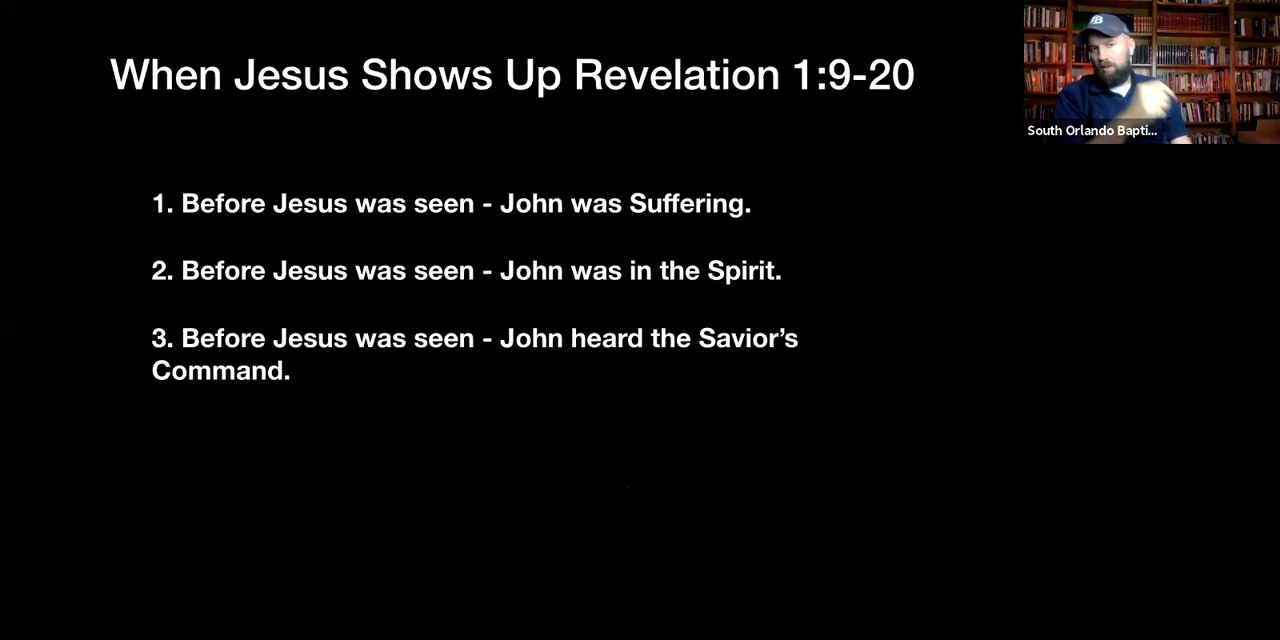 When Jesus Shows Up Revelation 1:9-20
South Orlando Bapti...
1. Before Jesus was seen - John was Suffering.
2. Before Jesus was seen - John was in the Spirit.
3. Before Jesus was seen - John heard the Savior’s
Command.